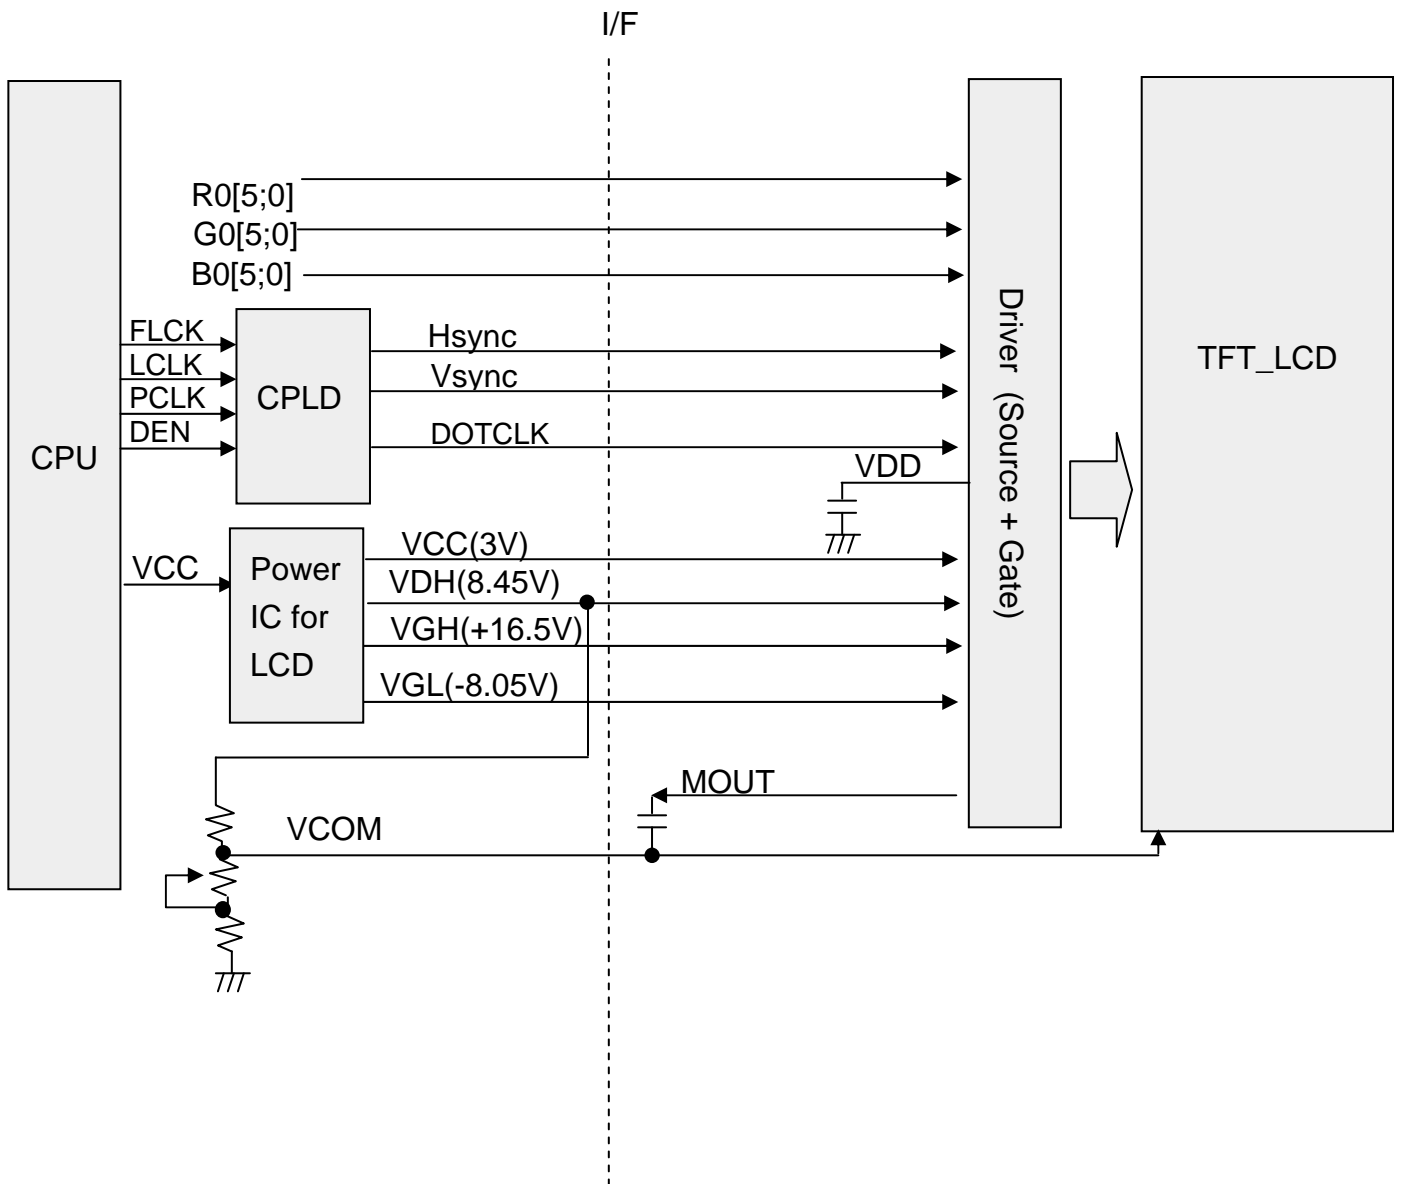 I/F
R0[5;0]
G0[5;0]
B0[5;0]
FLCK
LCLK
PCLK
DEN
CPU
CPLD
Hsync
Vsync
DOTCLK
VDD
Driver (Source + Gate)
TFT_LCD
VCC
Power
IC for
LCD
VCC(3V)
VDH(8.45V)
VGH(+16.5V)
VGL(-8.05V)
MOUT
VCOM